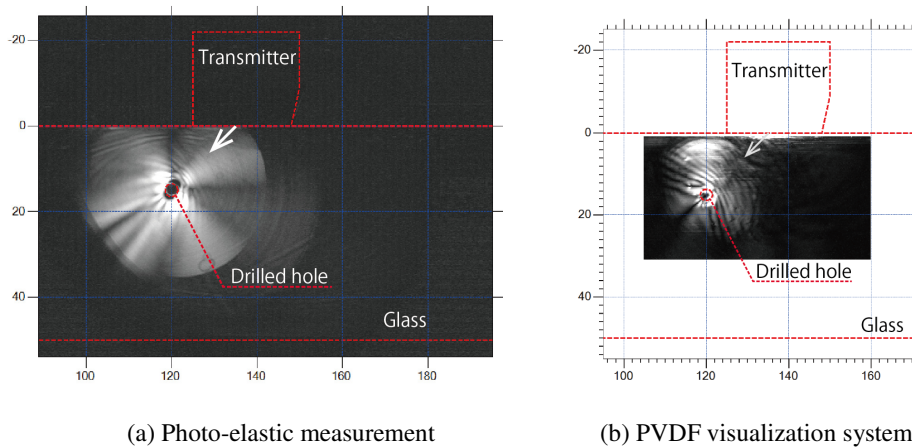 -20
0
20
40
100
120
140
160
180
Transmitter
Drilled hole
Glass
(a) Photo-elastic measurement
-20
0
20
40
100
120
140
160
Transmitter
Drilled hole
Glass
(b) PVDF visualization system